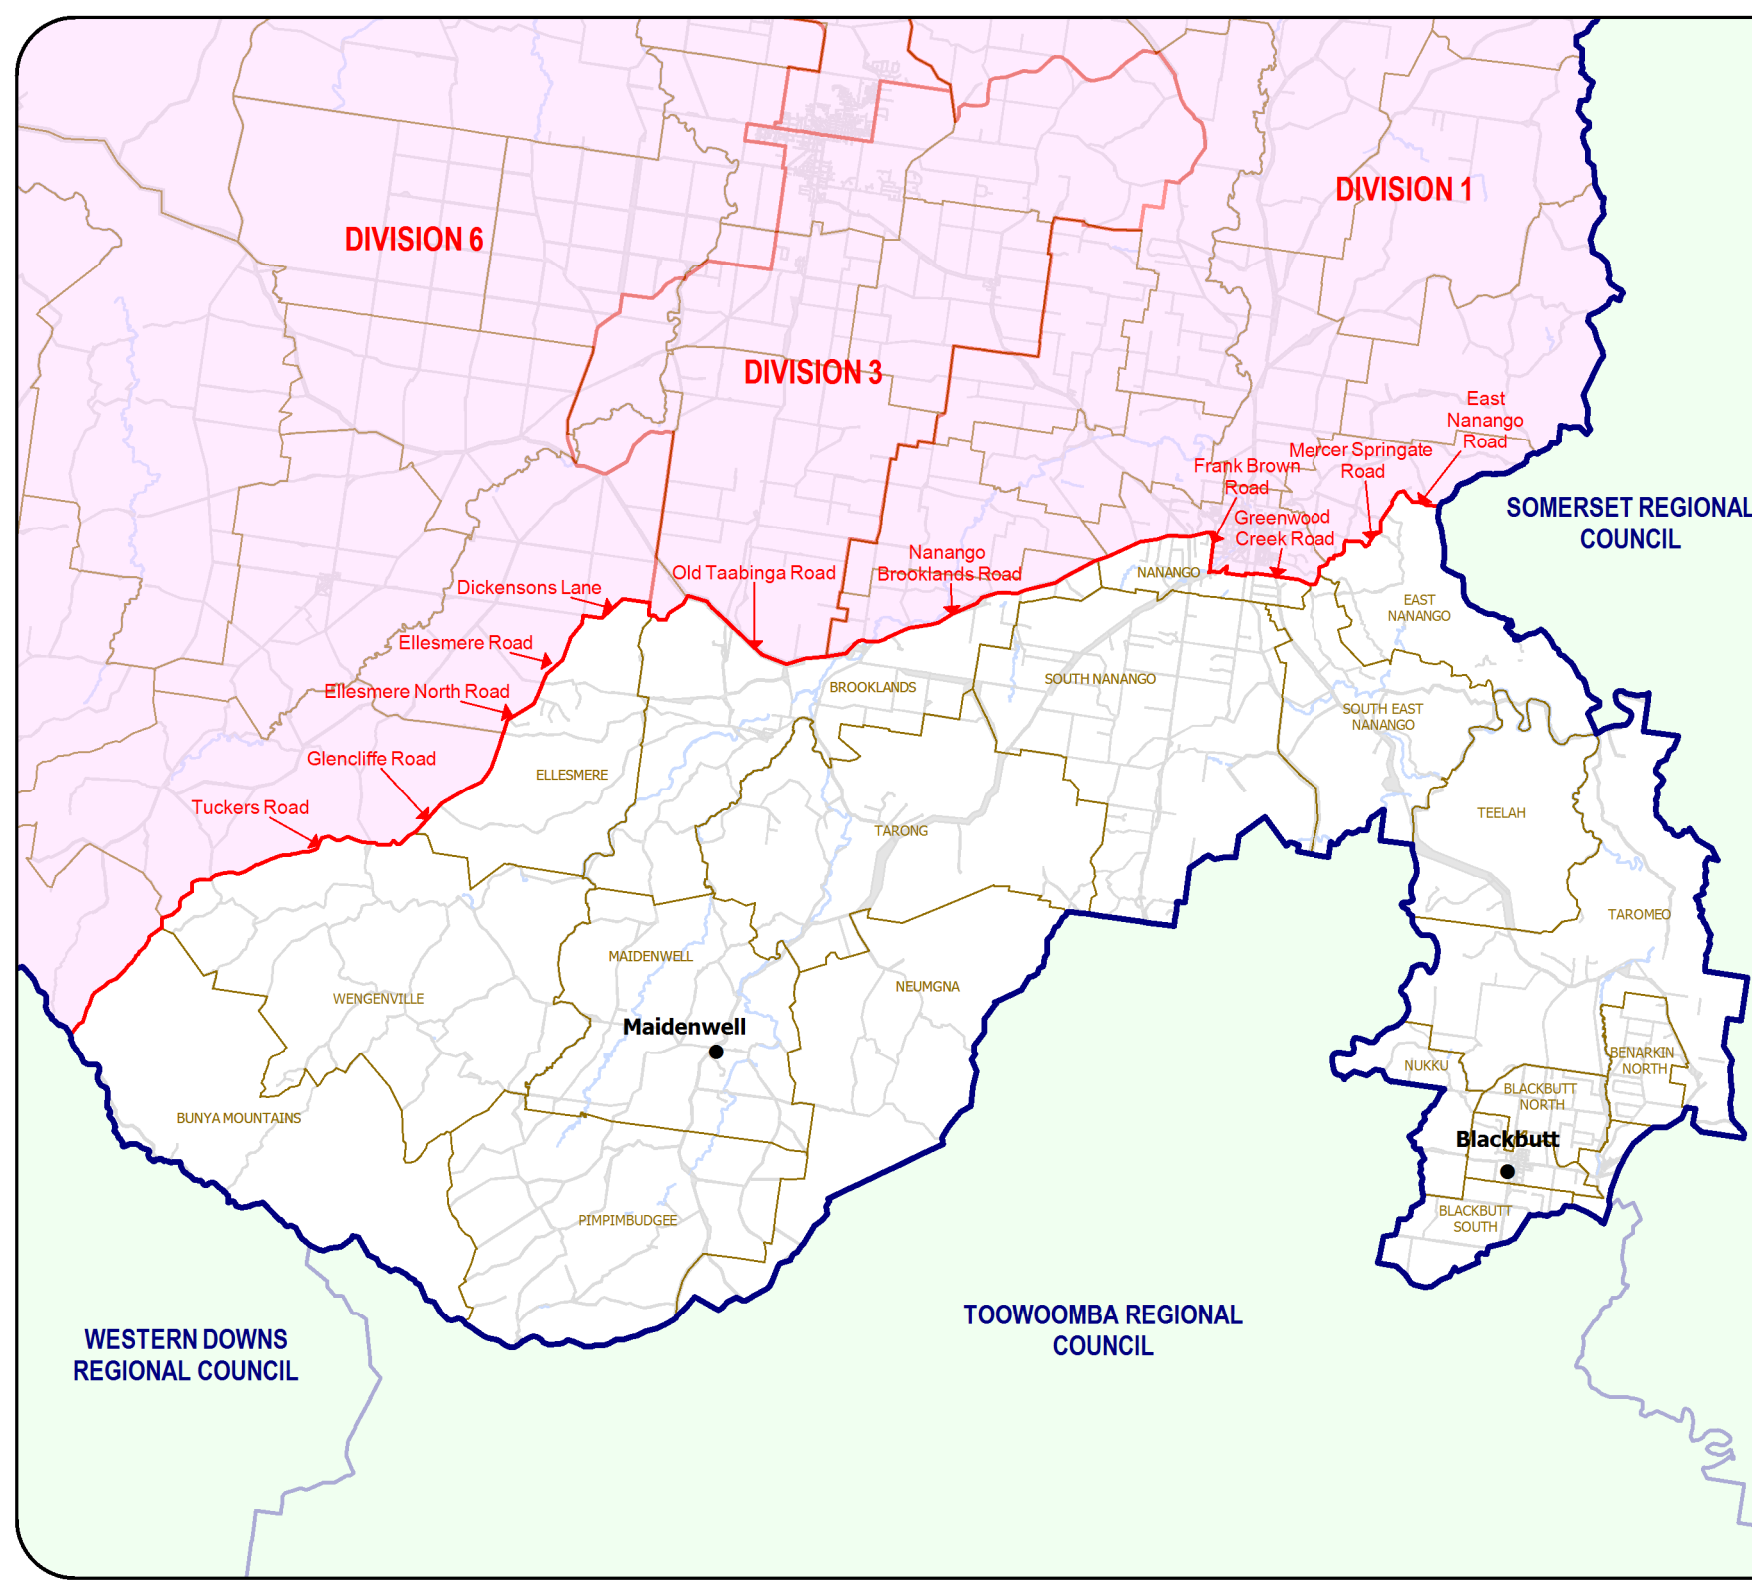 DIVISION 1
DIVISION 6
DIVISION 3
East
Nanango
Road
Mercer Springate
Road
Frank Brown
Road
SOMERSET REGIONAL
COUNCIL
Greenwood
Creek Road
Nanango
Brooklands Road
Old Taabinga Road
NANANGO
Dickensons Lane
EAST
NANANGO
Ellesmere Road
SOUTH NANANGO
BROOKLANDS
Ellesmere North Road
SOUTH EAST
NANANGO
Glencliffe Road
ELLESMERE
Tuckers Road
TEELAH
TARONG
TAROMEO
MAIDENWELL
NEUMGNA
WENGENVILLE
Maidenwell
BENARKIN
NORTH
NUKKU
BLACKBUTT
NORTH
BUNYA MOUNTAINS
Blackbutt
PIMPIMBUDGEE
BLACKBUTT
SOUTH
TOOWOOMBA REGIONAL
COUNCIL
WESTERN DOWNS
REGIONAL COUNCIL